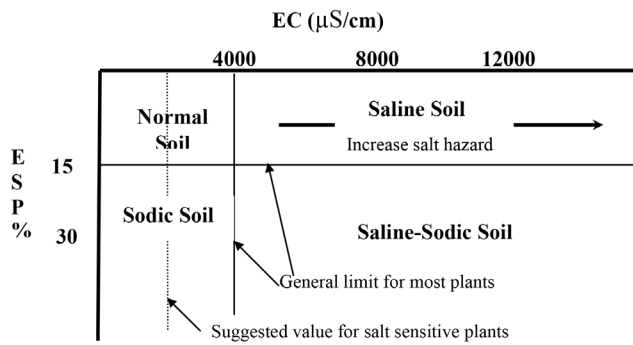 EC (µS/cm)
4000 8000 12000
Normal Soil
Saline Soil
Increase salt hazard
E
S
P
%
15
30
Sodic Soil
Saline-Sodic Soil
General limit for most plants
Suggested value for salt sensitive plants